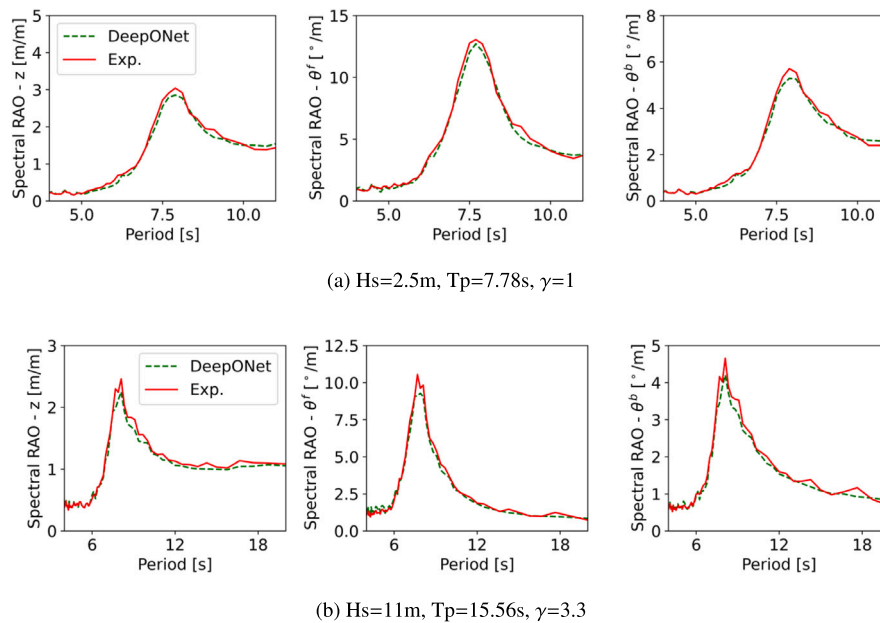 Spectral RAO - z [m/m]
5
4
3
2
1
0
DeepONet
Exp.
5.0 7.5 10.0
Period [s]
Spectral RAO - θᶠ [°/m]
15
10
5
0
5.0 7.5 10.0
Period [s]
Spectral RAO - θᵇ [°/m]
8
6
4
2
0
5.0 7.5 10.0
Period [s]
(a) Hs=2.5m, Tp=7.78s, γ=1
Spectral RAO - z [m/m]
3
2
1
0
DeepONet
Exp.
6 12 18
Period [s]
Spectral RAO - θᶠ [°/m]
12.5
10.0
7.5
5.0
2.5
0.0
6 12 18
Period [s]
Spectral RAO - θᵇ [°/m]
5
4
3
2
1
0
6 12 18
Period [s]
(b) Hs=11m, Tp=15.56s, γ=3.3